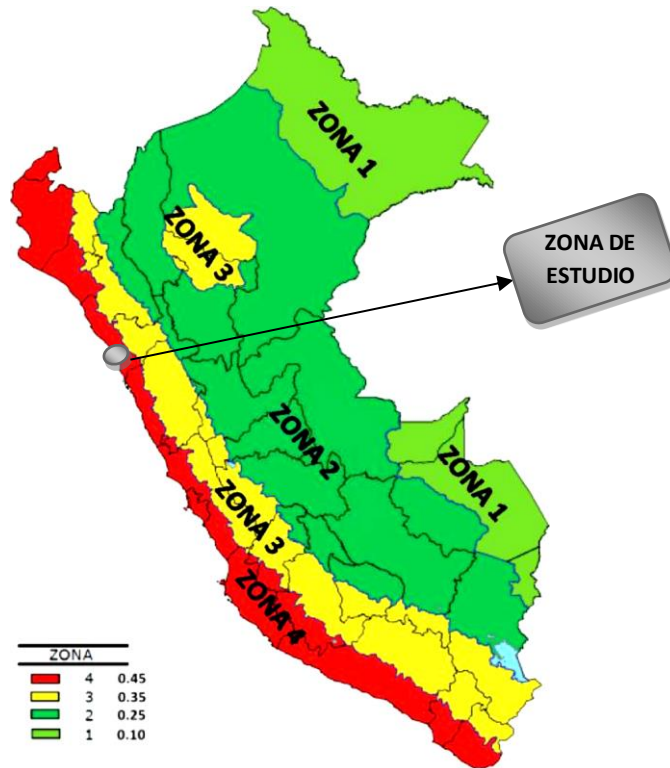 ZONA 1
ZONA 3
ZONA DE
ESTUDIO
ZONA 2
ZONA 1
ZONA 3
ZONA 4
ZONA
4 0.45
3 0.35
2 0.25
1 0.10